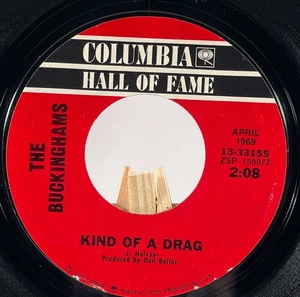 COLUMBIA
HALL OF FAME
THE
BUCKINGHAMS
APRIL
1969
13-33155
ZSP 150977
2:08
KIND OF A DRAG
-J. Holvay-
Produced by Dan Belloc